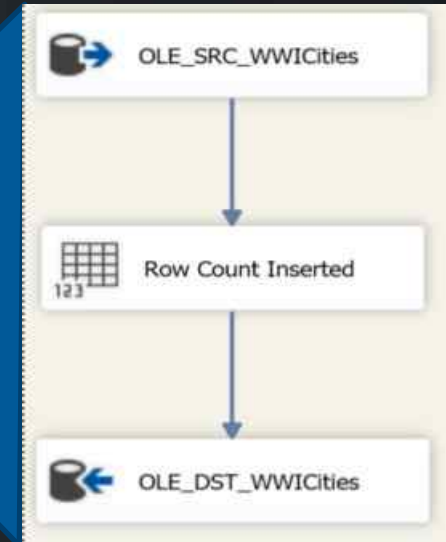 OLE_SRC_WWICities
Row Count Inserted
123
OLE_DST_WWICities